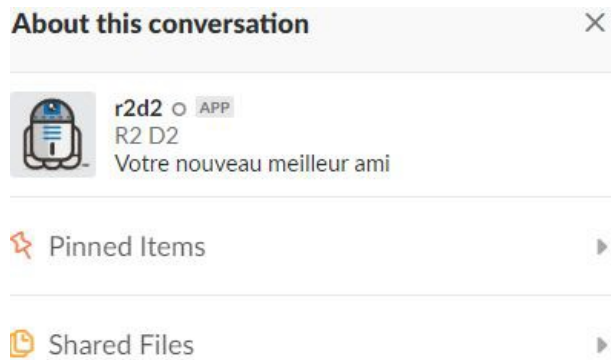 About this conversation
r2d2 APP
R2 D2
Votre nouveau meilleur ami
Pinned Items
Shared Files